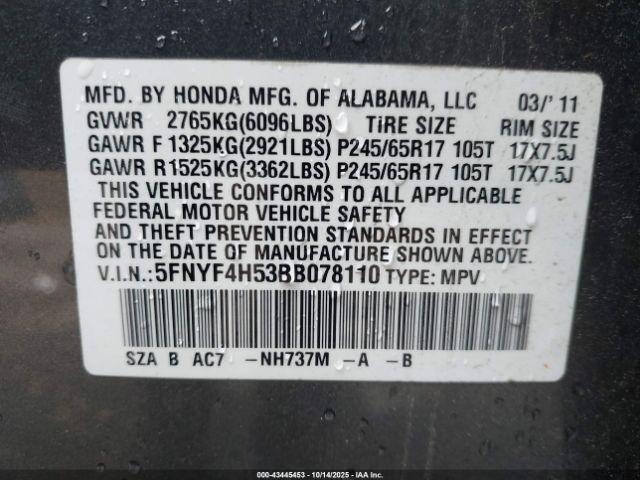 MFD. BY HONDA MFG. OF ALABAMA, LLC 03/'11
GVWR 2765KG(6096LBS) TIRE SIZE RIM SIZE
GAWR F 1325KG(2921LBS) P245/65R17 105T 17X7.5J
GAWR R1525KG(3362LBS) P245/65R17 105T 17X7.5J
THIS VEHICLE CONFORMS TO ALL APPLICABLE
FEDERAL MOTOR VEHICLE SAFETY
AND THEFT PREVENTION STANDARDS IN EFFECT
ON THE DATE OF MANUFACTURE SHOWN ABOVE.
V.I.N.:5FNYF4H53BB078110 TYPE: MPV
SZA B AC7 -NH737M -A -B
000-43445453 - 10/14/2025 - IAA, Inc.